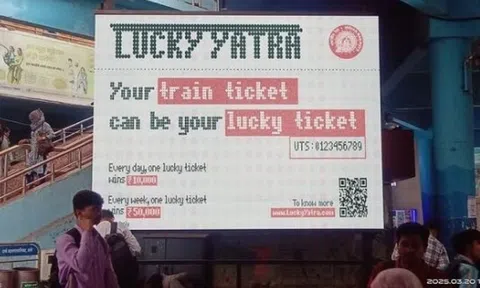 LUCKY YATRA
Your train ticket
can be your lucky ticket
UTS:0123456789
Every day, one lucky ticket
wins ₹10,000
Every week, one lucky ticket
wins ₹50,000
To know more
www.LuckyYatra.com
2025.03.20